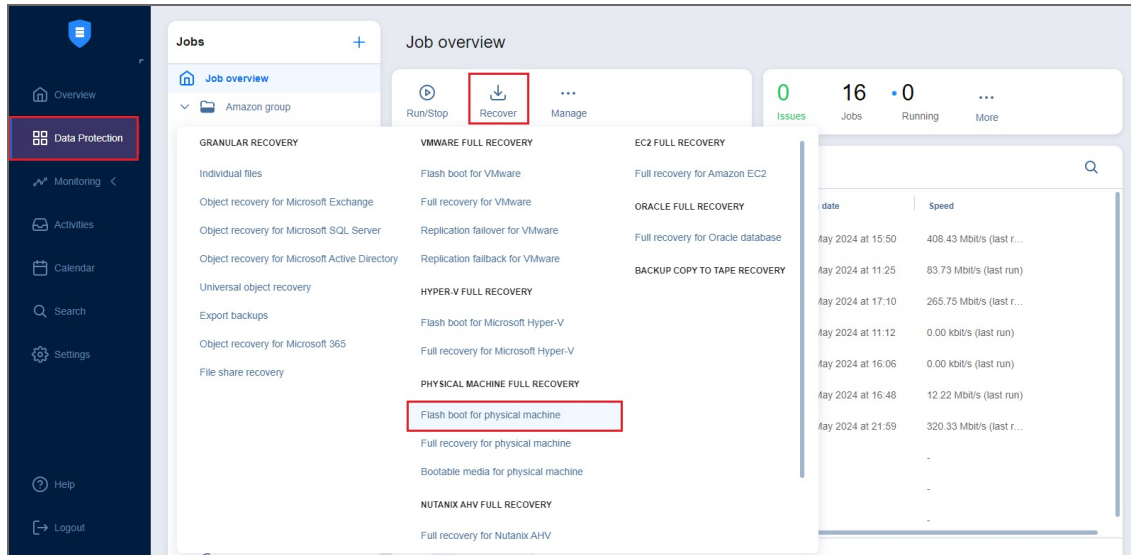 Overview
Data Protection
Monitoring
Activities
Calendar
Search
Settings
Help
Logout
Jobs
+
Job overview
Amazon group
Job overview
Run/Stop
Recover
Manage
0
Issues
16
Jobs
0
Running
More
GRANULAR RECOVERY
Individual files
Object recovery for Microsoft Exchange
Object recovery for Microsoft SQL Server
Object recovery for Microsoft Active Directory
Universal object recovery
Export backups
Object recovery for Microsoft 365
File share recovery
VMWARE FULL RECOVERY
Flash boot for VMware
Full recovery for VMware
Replication failover for VMware
Replication failback for VMware
HYPER-V FULL RECOVERY
Flash boot for Microsoft Hyper-V
Full recovery for Microsoft Hyper-V
PHYSICAL MACHINE FULL RECOVERY
Flash boot for physical machine
Full recovery for physical machine
Bootable media for physical machine
NUTANIX AHV FULL RECOVERY
Full recovery for Nutanix AHV
EC2 FULL RECOVERY
Full recovery for Amazon EC2
ORACLE FULL RECOVERY
Full recovery for Oracle database
BACKUP COPY TO TAPE RECOVERY
date Speed
May 2024 at 15:50 408.43 Mbit/s (last r...
May 2024 at 11:25 83.73 Mbit/s (last run)
May 2024 at 17:10 265.75 Mbit/s (last r...
May 2024 at 11:12 0.00 kbit/s (last run)
May 2024 at 16:06 0.00 kbit/s (last run)
May 2024 at 16:48 12.22 Mbit/s (last run)
May 2024 at 21:59 320.33 Mbit/s (last r...
-
-
-